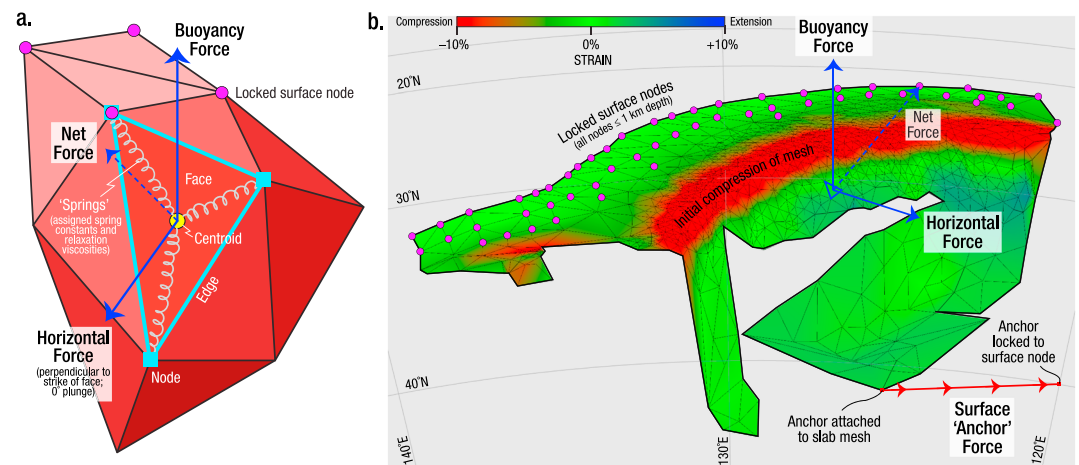 a.
Buoyancy
Force
Locked surface node
Net
Force
Face
'Springs'
(assigned spring
constants and
relaxation
viscosities)
Centroid
Edge
Horizontal
Force
(perpendicular to
strike of face;
0° plunge)
Node
b.
Compression
Extension
–10%
0%
+10%
STRAIN
Buoyancy
Force
20°N
Locked surface nodes
(all nodes ≤ 1 km depth)
Net
Force
Initial compression of mesh
30°N
Horizontal
Force
Anchor
locked to
surface node
40°N
Anchor attached
to slab mesh
Surface
'Anchor'
Force
140°E
130°E
120°E